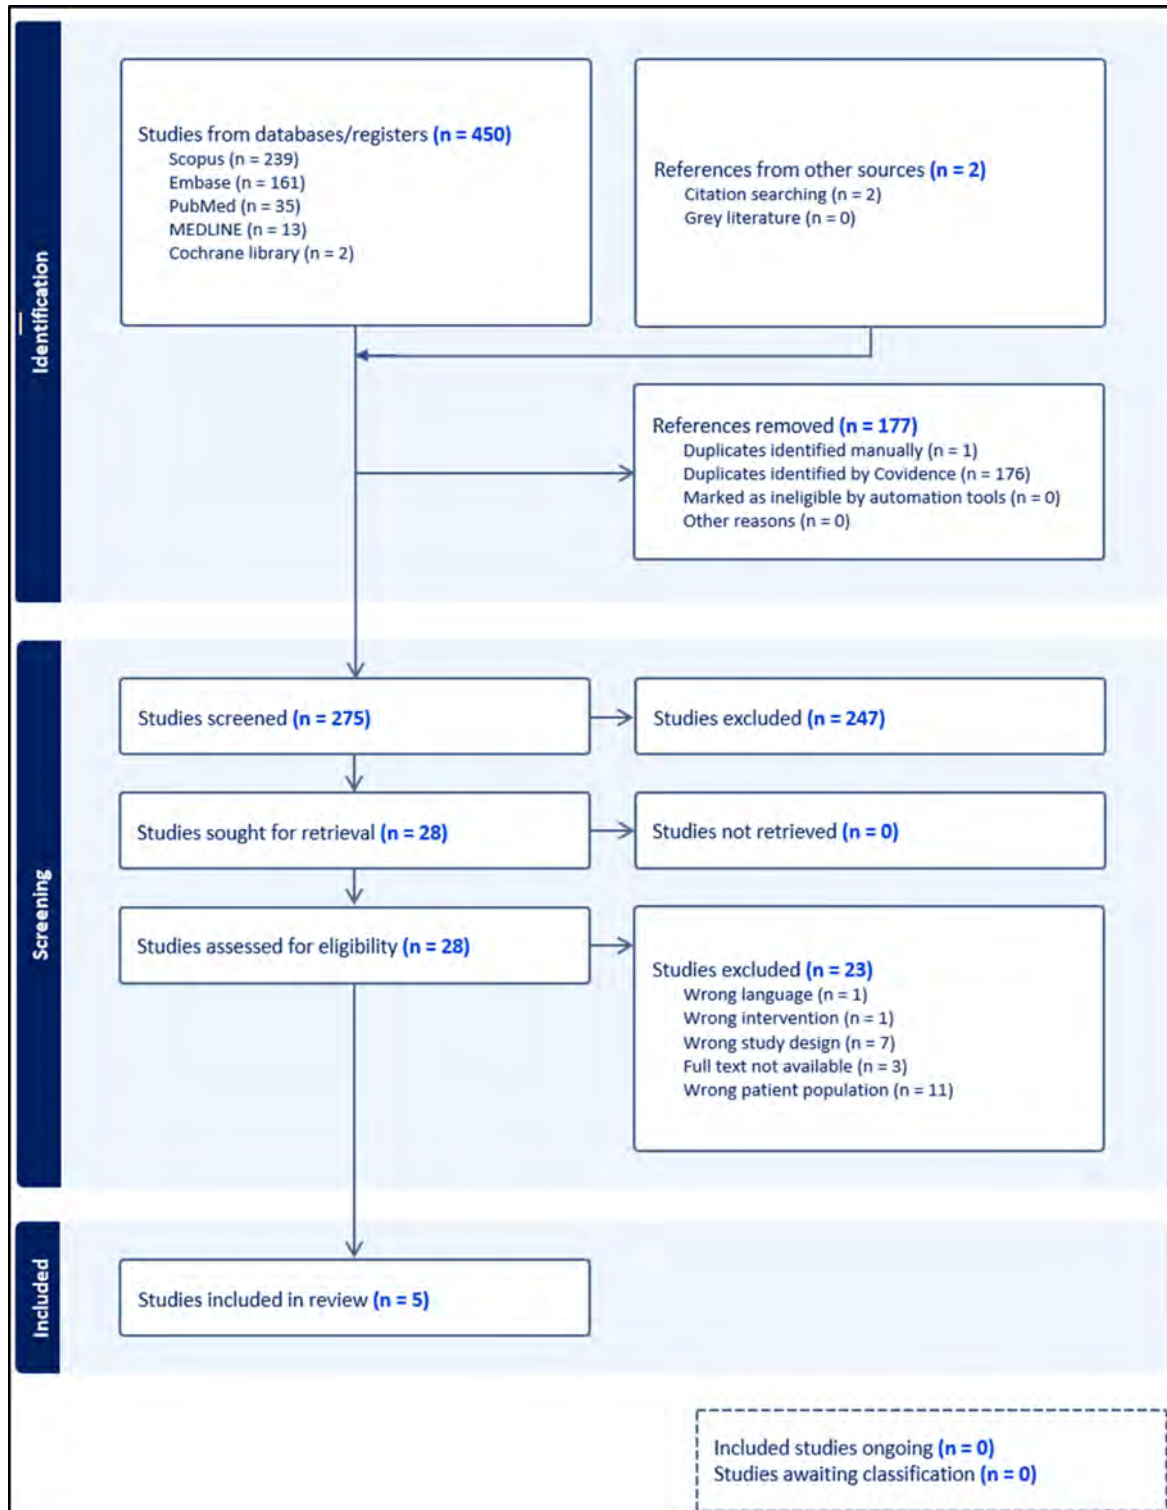 Identification
Studies from databases/registers (n = 450)
Scopus (n = 239)
Embase (n = 161)
PubMed (n = 35)
MEDLINE (n = 13)
Cochrane library (n = 2)
References from other sources (n = 2)
Citation searching (n = 2)
Grey literature (n = 0)
References removed (n = 177)
Duplicates identified manually (n = 1)
Duplicates identified by Covidence (n = 176)
Marked as ineligible by automation tools (n = 0)
Other reasons (n = 0)
Screening
Studies screened (n = 275)
Studies excluded (n = 247)
Studies sought for retrieval (n = 28)
Studies not retrieved (n = 0)
Studies assessed for eligibility (n = 28)
Studies excluded (n = 23)
Wrong language (n = 1)
Wrong intervention (n = 1)
Wrong study design (n = 7)
Full text not available (n = 3)
Wrong patient population (n = 11)
Included
Studies included in review (n = 5)
Included studies ongoing (n = 0)
Studies awaiting classification (n = 0)